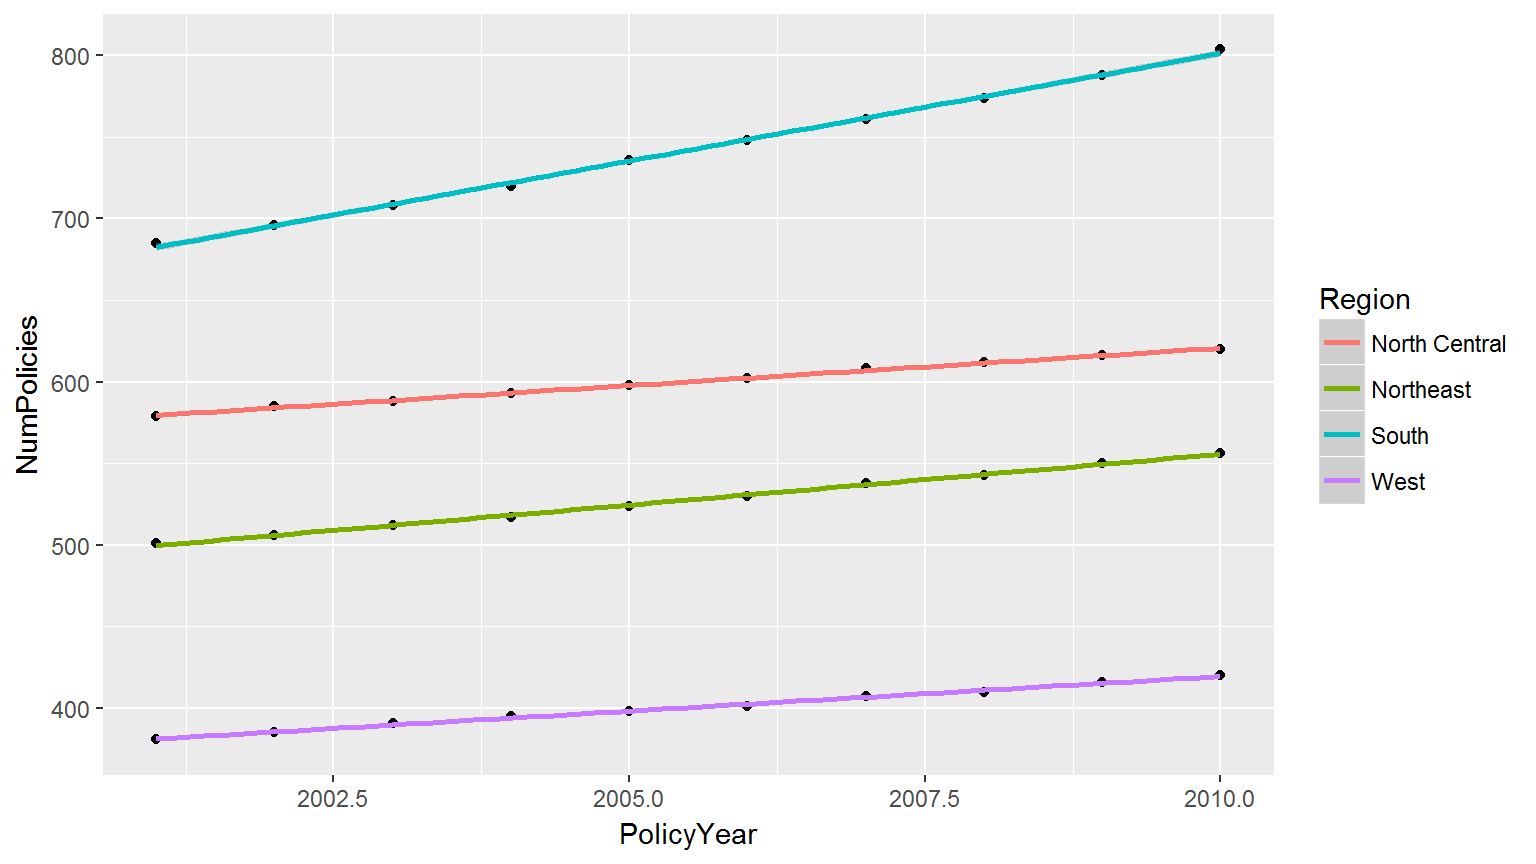 800
700
600
500
400
NumPolicies
2002.5
2005.0
2007.5
2010.0
PolicyYear
Region
North Central
Northeast
South
West